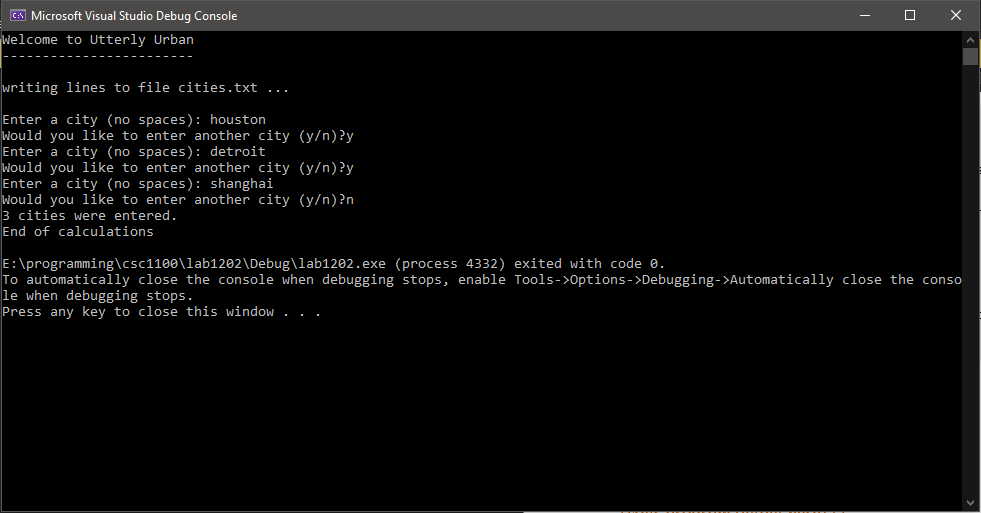 Microsoft Visual Studio Debug Console
Welcome to Utterly Urban
------------------------
writing lines to file cities.txt ...
Enter a city (no spaces): houston
Would you like to enter another city (y/n)?y
Enter a city (no spaces): detroit
Would you like to enter another city (y/n)?y
Enter a city (no spaces): shanghai
Would you like to enter another city (y/n)?n
3 cities were entered.
End of calculations
E:\programming\csc1100\lab1202\Debug\lab1202.exe (process 4332) exited with code 0.
To automatically close the console when debugging stops, enable Tools->Options->Debugging->Automatically close the conso
le when debugging stops.
Press any key to close this window . . .